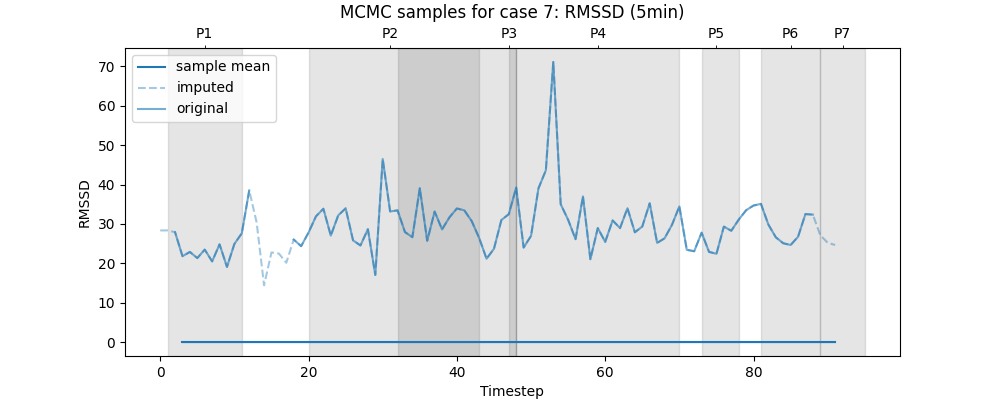 MCMC samples for case 7: RMSSD (5min)
P1 P2 P3 P4 P5 P6 P7
sample mean
imputed
original
RMSSD
70
60
50
40
30
20
10
0
0 20 40 60 80
Timestep